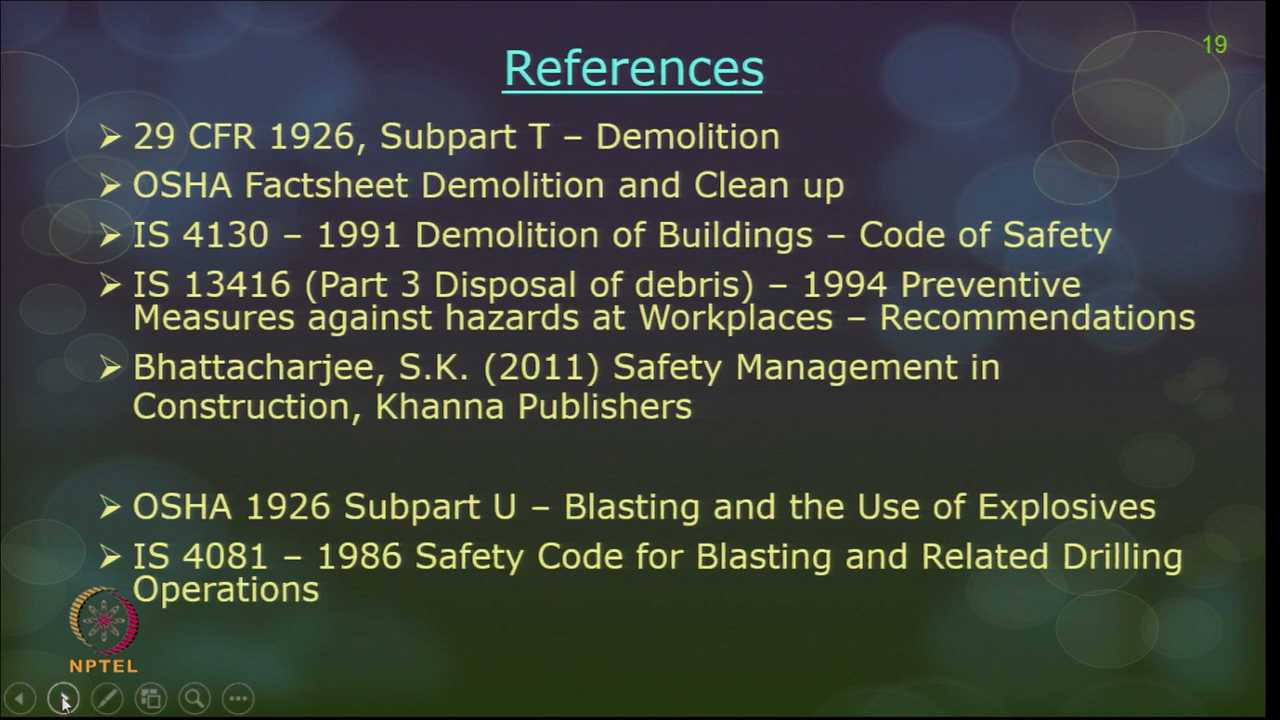 19
References
➢ 29 CFR 1926, Subpart T – Demolition
➢ OSHA Factsheet Demolition and Clean up
➢ IS 4130 – 1991 Demolition of Buildings – Code of Safety
➢ IS 13416 (Part 3 Disposal of debris) – 1994 Preventive
Measures against hazards at Workplaces – Recommendations
➢ Bhattacharjee, S.K. (2011) Safety Management in
Construction, Khanna Publishers
➢ OSHA 1926 Subpart U – Blasting and the Use of Explosives
➢ IS 4081 – 1986 Safety Code for Blasting and Related Drilling
Operations
NPTEL